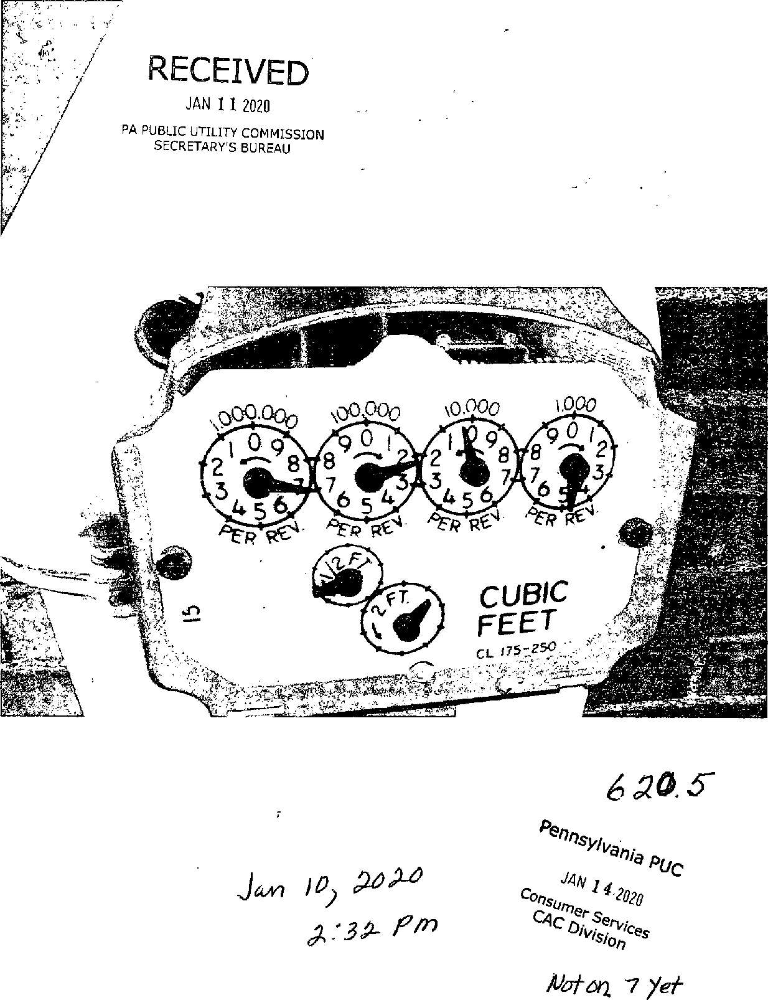 RECEIVED
JAN 11 2020
PA PUBLIC UTILITY COMMISSION
SECRETARY'S BUREAU
1,000,000 100,000 10,000 1,000
0 9 8 7 6 5 4 3 2 1
0 1 2 3 4 5 6 7 8 9
0 9 8 7 6 5 4 3 2 1
0 1 2 3 4 5 6 7 8 9
PER REV. PER REV. PER REV. PER REV.
1/2 FT.
2 FT.
CUBIC
FEET
CL 175-250
15
620.5
Pennsylvania PUC
JAN 14 2020
Consumer Services
CAC Division
Jan 10, 2020
2:32 PM
Not on 7 yet